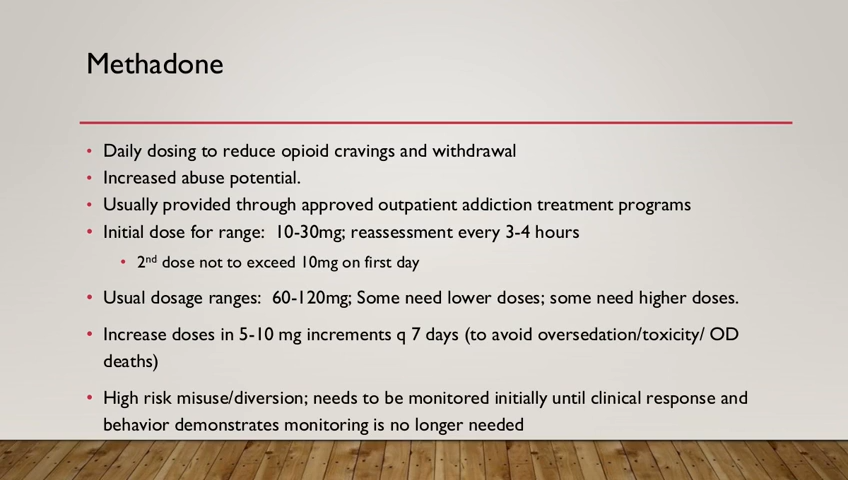 Methadone
• Daily dosing to reduce opioid cravings and withdrawal
• Increased abuse potential.
• Usually provided through approved outpatient addiction treatment programs
• Initial dose for range:  10-30mg; reassessment every 3-4 hours
• 2nd dose not to exceed 10mg on first day
• Usual dosage ranges:  60-120mg; Some need lower doses; some need higher doses.
• Increase doses in 5-10 mg increments q 7 days (to avoid oversedation/toxicity/ OD
deaths)
• High risk misuse/diversion; needs to be monitored initially until clinical response and
behavior demonstrates monitoring is no longer needed